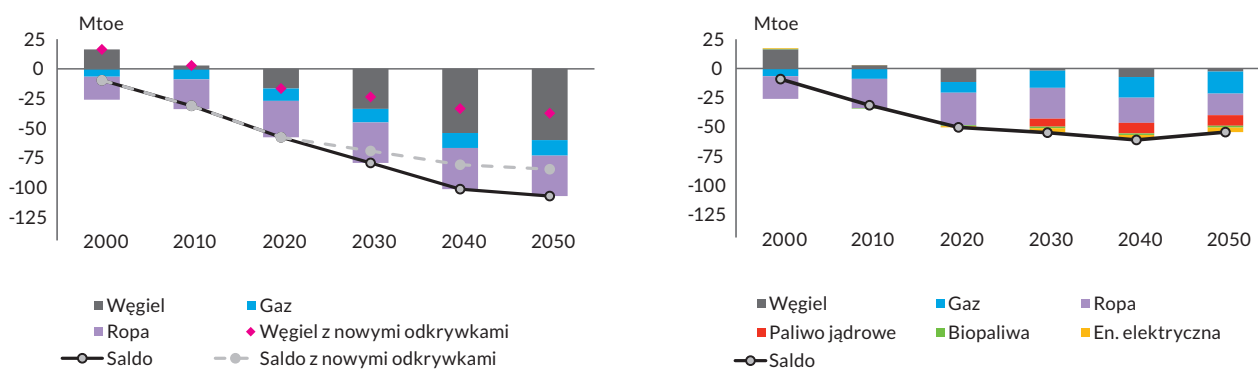 Mtoe
25
0
-25
-50
-75
-100
-125
2000 2010 2020 2030 2040 2050
Węgiel Gaz
Ropa Węgiel z nowymi odkrywkami
Saldo Saldo z nowymi odkrywkami
Mtoe
25
0
-25
-50
-75
-100
-125
2000 2010 2020 2030 2040 2050
Węgiel Gaz Ropa
Paliwo jądrowe Biopaliwa En. elektryczna
Saldo